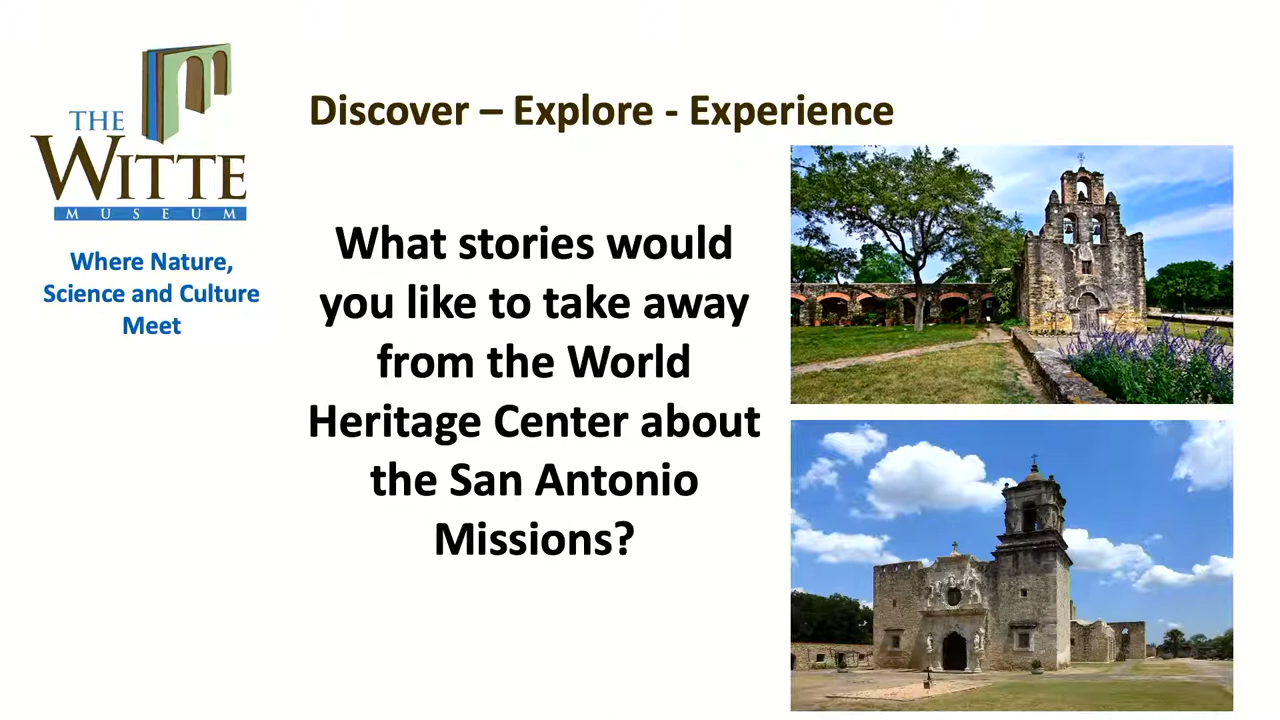 THE
WITTE
MUSEUM
Where Nature,
Science and Culture
Meet
Discover – Explore - Experience
What stories would
you like to take away
from the World
Heritage Center about
the San Antonio
Missions?